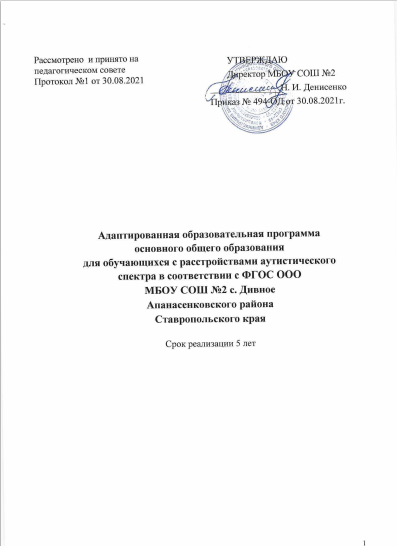 Рассмотрено и принято на
педагогическом совете
Протокол №1 от 30.08.2021
УТВЕРЖДАЮ
Директор МБОУ СОШ №2
Н. И. Денисенко
Приказ № 494-ОД от 30.08.2021г.
Адаптированная образовательная программа
основного общего образования
для обучающихся с расстройствами аутистического
спектра в соответствии с ФГОС ООО
МБОУ СОШ №2 с. Дивное
Апанасенковского района
Ставропольского края
Срок реализации 5 лет
1